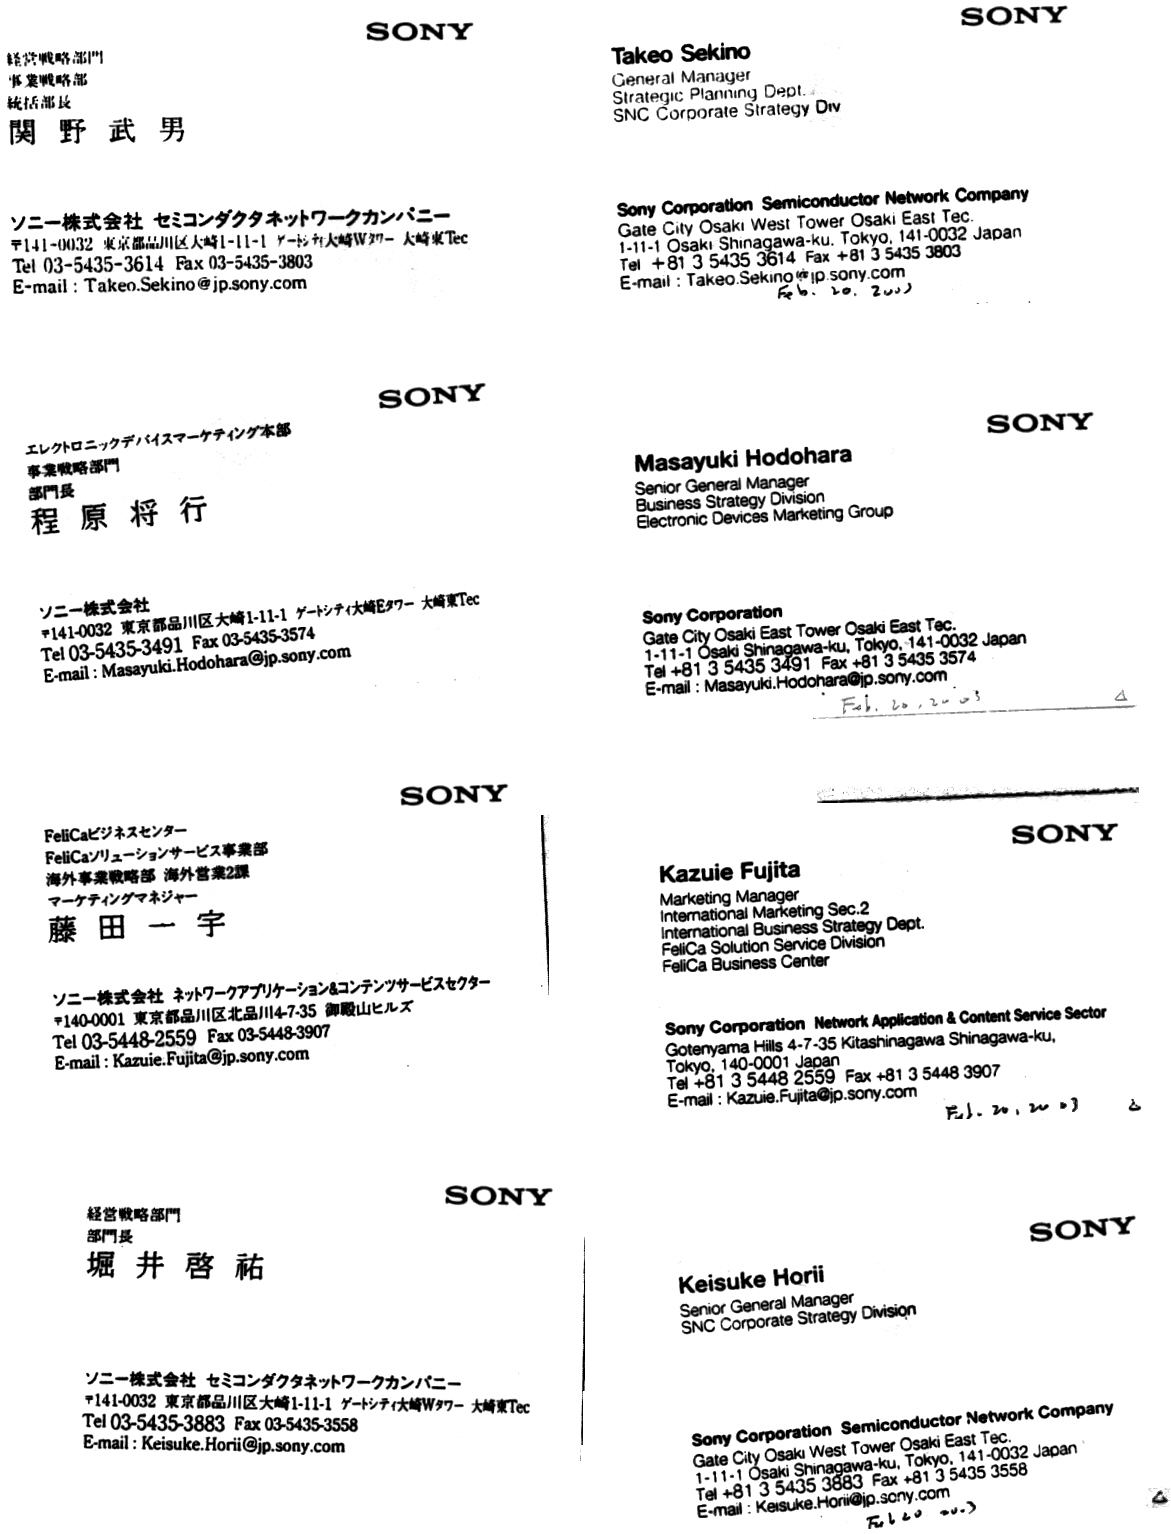 SONY
経営戦略部門
事業戦略部
統括部長
関野武男
ソニー株式会社 セミコンダクタネットワークカンパニー
〒141-0032 東京都品川区大崎1-11-1 ゲートシティ大崎Wタワー 大崎東Tec
Tel 03-5435-3614 Fax 03-5435-3803
E-mail : Takeo.Sekino@jp.sony.com
SONY
Takeo Sekino
General Manager
Strategic Planning Dept.
SNC Corporate Strategy Div
Sony Corporation Semiconductor Network Company
Gate City Osaki West Tower Osaki East Tec.
1-11-1 Osaki Shinagawa-ku. Tokyo, 141-0032 Japan
Tel +81 3 5435 3614 Fax +81 3 5435 3803
E-mail : Takeo.Sekino@jp.sony.com
Feb. 20, 2003
SONY
エレクトロニックデバイスマーケティング本部
事業戦略部門
部門長
程原将行
ソニー株式会社
〒141-0032 東京都品川区大崎1-11-1 ゲートシティ大崎Eタワー 大崎東Tec
Tel 03-5435-3491 Fax 03-5435-3574
E-mail : Masayuki.Hodohara@jp.sony.com
SONY
Masayuki Hodohara
Senior General Manager
Business Strategy Division
Electronic Devices Marketing Group
Sony Corporation
Gate City Osaki East Tower Osaki East Tec.
1-11-1 Osaki Shinagawa-ku, Tokyo, 141-0032 Japan
Tel +81 3 5435 3491 Fax +81 3 5435 3574
E-mail : Masayuki.Hodohara@jp.sony.com
Feb. 20, 2003
SONY
FeliCaビジネスセンター
FeliCaソリューションサービス事業部
海外事業戦略部 海外営業2課
マーケティングマネジャー
藤田一宇
ソニー株式会社 ネットワークアプリケーション&コンテンツサービスセクター
〒140-0001 東京都品川区北品川4-7-35 御殿山ヒルズ
Tel 03-5448-2559 Fax 03-5448-3907
E-mail : Kazuie.Fujita@jp.sony.com
SONY
Kazuie Fujita
Marketing Manager
International Marketing Sec.2
International Business Strategy Dept.
FeliCa Solution Service Division
FeliCa Business Center
Sony Corporation Network Application & Content Service Sector
Gotenyama Hills 4-7-35 Kitashinagawa Shinagawa-ku,
Tokyo, 140-0001 Japan
Tel +81 3 5448 2559 Fax +81 3 5448 3907
E-mail : Kazuie.Fujita@jp.sony.com
Feb. 20, 2003
SONY
経営戦略部門
部門長
堀井啓祐
ソニー株式会社 セミコンダクタネットワークカンパニー
〒141-0032 東京都品川区大崎1-11-1 ゲートシティ大崎Wタワー 大崎東Tec
Tel 03-5435-3883 Fax 03-5435-3558
E-mail : Keisuke.Horii@jp.sony.com
SONY
Keisuke Horii
Senior General Manager
SNC Corporate Strategy Division
Sony Corporation Semiconductor Network Company
Gate City Osaki West Tower Osaki East Tec.
1-11-1 Osaki Shinagawa-ku, Tokyo, 141-0032 Japan
Tel +81 3 5435 3883 Fax +81 3 5435 3558
E-mail : Keisuke.Horii@jp.sony.com
Feb 20 2003